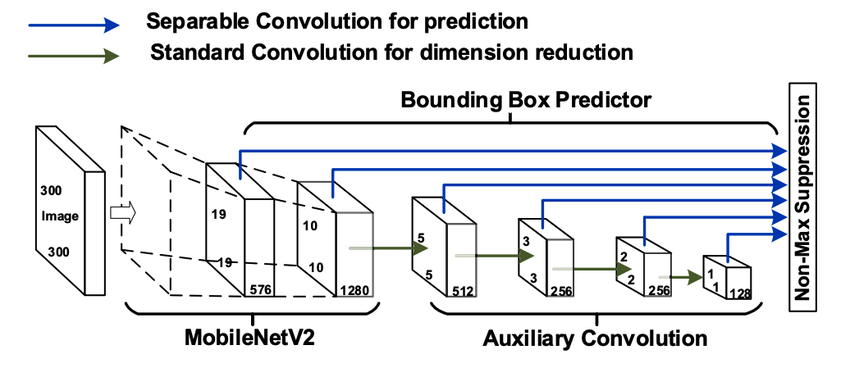 Separable Convolution for prediction
Standard Convolution for dimension reduction
Bounding Box Predictor
Non-Max Suppression
300
Image
300
19
19
576
10
10
1280
5
5
512
3
3
256
2
2
256
1
1
128
MobileNetV2
Auxiliary Convolution